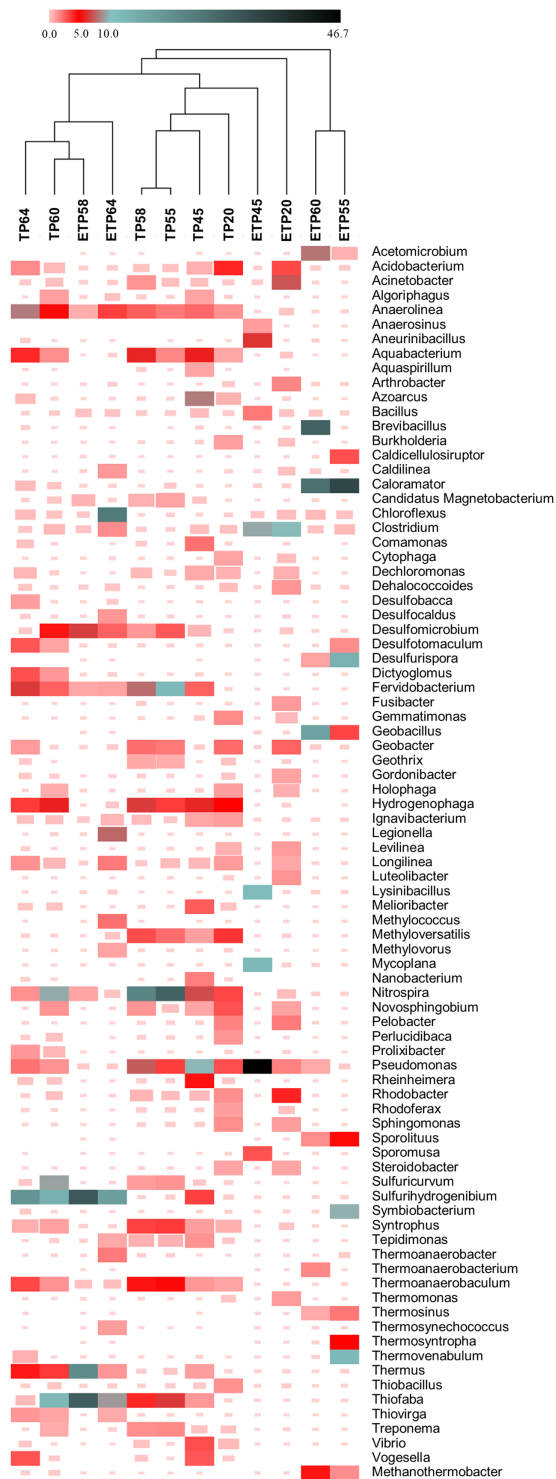 0.0 5.0 10.0 46.7
TP64 TP60 ETP58 ETP64 TP58 TP55 TP45 TP20 ETP45 ETP20 ETP60 ETP55
Acetomicrobium
Acidobacterium
Acinetobacter
Algoriphagus
Anaerolinea
Anaerosinus
Aneurinibacillus
Aquabacterium
Aquaspirillum
Arthrobacter
Azoarcus
Bacillus
Brevibacillus
Burkholderia
Caldicellulosiruptor
Caldilinea
Caloramator
Candidatus Magnetobacterium
Chloroflexus
Clostridium
Comamonas
Cytophaga
Dechloromonas
Dehalococcoides
Desulfobacca
Desulfocaldus
Desulfomicrobium
Desulfotomaculum
Desulfurispora
Dictyoglomus
Fervidobacterium
Fusibacter
Gemmatimonas
Geobacillus
Geobacter
Geothrix
Gordonibacter
Holophaga
Hydrogenophaga
Ignavibacterium
Legionella
Levilinea
Longilinea
Luteolibacter
Lysinibacillus
Melioribacter
Methylococcus
Methyloversatilis
Methylovorus
Mycoplana
Nanobacterium
Nitrospira
Novosphingobium
Pelobacter
Perlucidibaca
Prolixibacter
Pseudomonas
Rheinheimera
Rhodobacter
Rhodoferax
Sphingomonas
Sporolituus
Sporomusa
Steroidobacter
Sulfuricurvum
Sulfurihydrogenibium
Symbiobacterium
Syntrophus
Tepidimonas
Thermoanaerobacter
Thermoanaerobacterium
Thermoanaerobaculum
Thermomonas
Thermosinus
Thermosynechococcus
Thermosyntropha
Thermovenabulum
Thermus
Thiobacillus
Thiofaba
Thiovirga
Treponema
Vibrio
Vogesella
Methanothermobacter